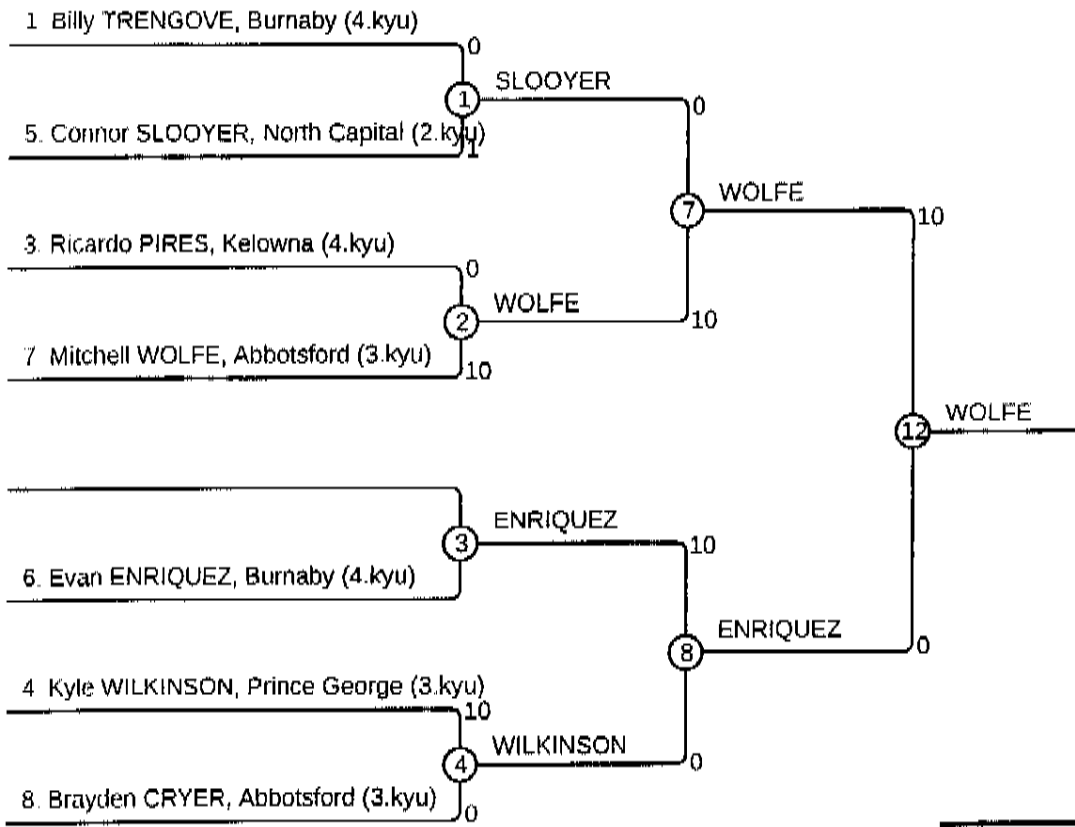 1 Billy TRENGOVE, Burnaby (4.kyu)
0
1
SLOOYER
0
5. Connor SLOOYER, North Capital (2.kyu)
1
7
WOLFE
10
3. Ricardo PIRES, Kelowna (4.kyu)
0
2
WOLFE
10
7 Mitchell WOLFE, Abbotsford (3.kyu)
10
12
WOLFE
3
ENRIQUEZ
10
6. Evan ENRIQUEZ, Burnaby (4.kyu)
8
ENRIQUEZ
0
4 Kyle WILKINSON, Prince George (3.kyu)
10
4
WILKINSON
0
8. Brayden CRYER, Abbotsford (3.kyu)
0